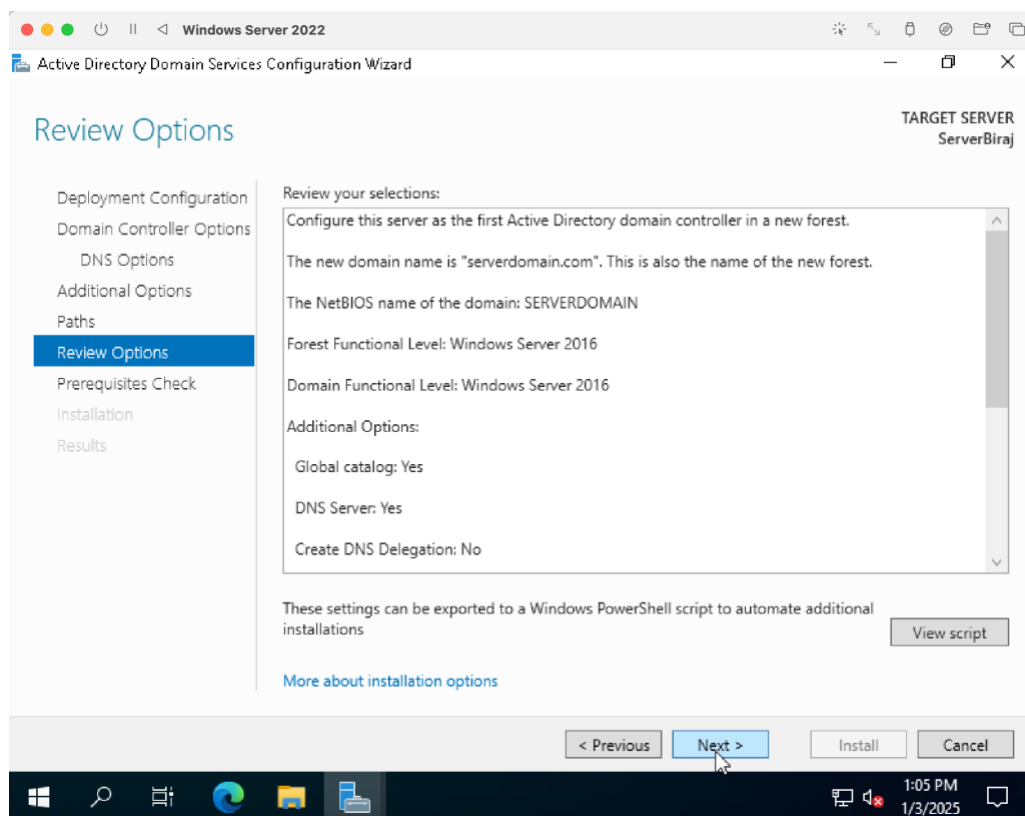 Windows Server 2022
Active Directory Domain Services Configuration Wizard
Review Options
TARGET SERVER
ServerBiraj
Deployment Configuration
Domain Controller Options
DNS Options
Additional Options
Paths
Review Options
Prerequisites Check
Installation
Results
Review your selections:
Configure this server as the first Active Directory domain controller in a new forest.
The new domain name is "serverdomain.com". This is also the name of the new forest.
The NetBIOS name of the domain: SERVERDOMAIN
Forest Functional Level: Windows Server 2016
Domain Functional Level: Windows Server 2016
Additional Options:
Global catalog: Yes
DNS Server: Yes
Create DNS Delegation: No
These settings can be exported to a Windows PowerShell script to automate additional
installations
View script
More about installation options
< Previous
Next >
Install
Cancel
1:05 PM
1/3/2025